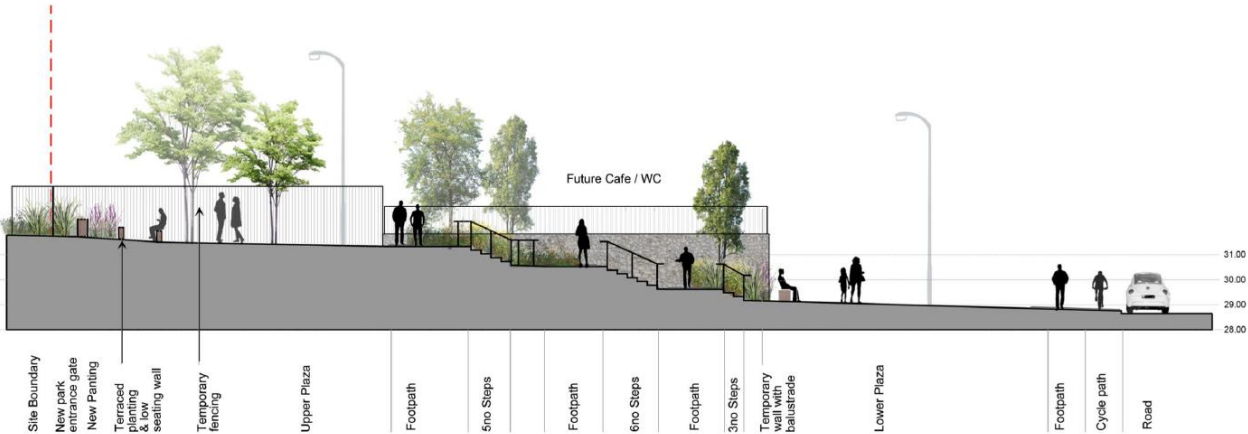 Future Cafe / WC
31.00
30.00
29.00
28.00
Site Boundary
New park
entrance gate
New Panting
Terraced
planting
& low
seating wall
Temporary
fencing
Upper Plaza
Footpath
5no Steps
Footpath
6no Steps
Footpath
3no Steps
Temporary
wall with
balustrade
Lower Plaza
Footpath
Cycle path
Road